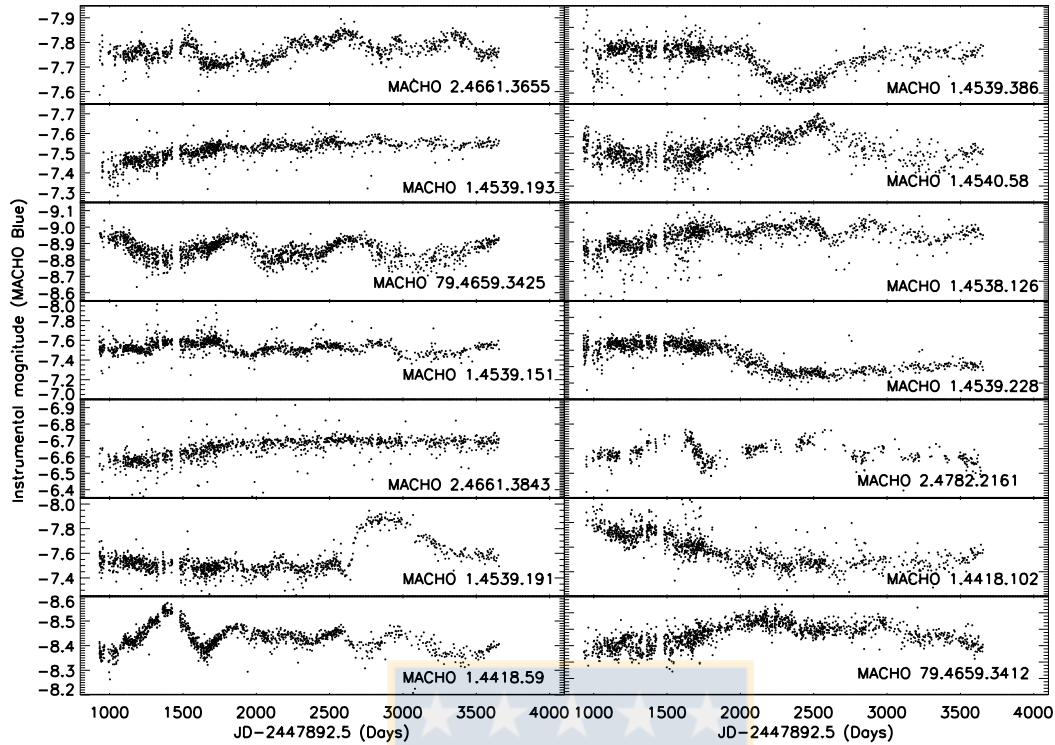 Instrumental magnitude (MACHO Blue)
−7.9
−7.8
−7.7
−7.6
MACHO 2.4661.3655
MACHO 1.4539.386
−7.7
−7.6
−7.5
−7.4
−7.3
MACHO 1.4539.193
MACHO 1.4540.58
−9.1
−9.0
−8.9
−8.8
−8.7
−8.6
MACHO 79.4659.3425
MACHO 1.4538.126
−8.0
−7.8
−7.6
−7.4
−7.2
−7.0
MACHO 1.4539.151
MACHO 1.4539.228
−6.9
−6.8
−6.7
−6.6
−6.5
−6.4
MACHO 2.4661.3843
MACHO 2.4782.2161
−8.0
−7.8
−7.6
−7.4
MACHO 1.4539.191
MACHO 1.4418.102
−8.6
−8.5
−8.4
−8.3
−8.2
MACHO 1.4418.59
MACHO 79.4659.3412
1000 1500 2000 2500 3000 3500 4000
1000 1500 2000 2500 3000 3500 4000
JD−2447892.5 (Days)
JD−2447892.5 (Days)